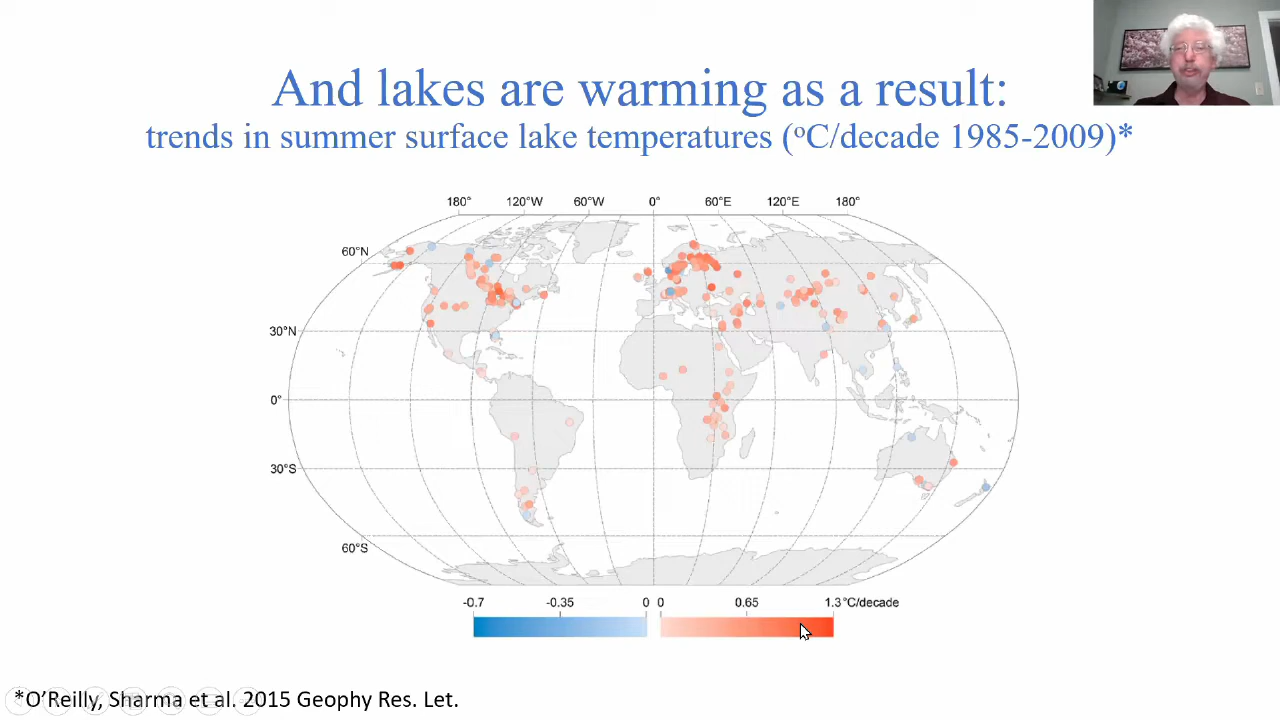 And lakes are warming as a result:
trends in summer surface lake temperatures (ᵒC/decade 1985-2009)*
180° 120°W 60°W 0° 60°E 120°E 180°
60°N
30°N
0°
30°S
60°S
-0.7 -0.35 0 0 0.65 1.3°C/decade
*O’Reilly, Sharma et al. 2015 Geophy Res. Let.